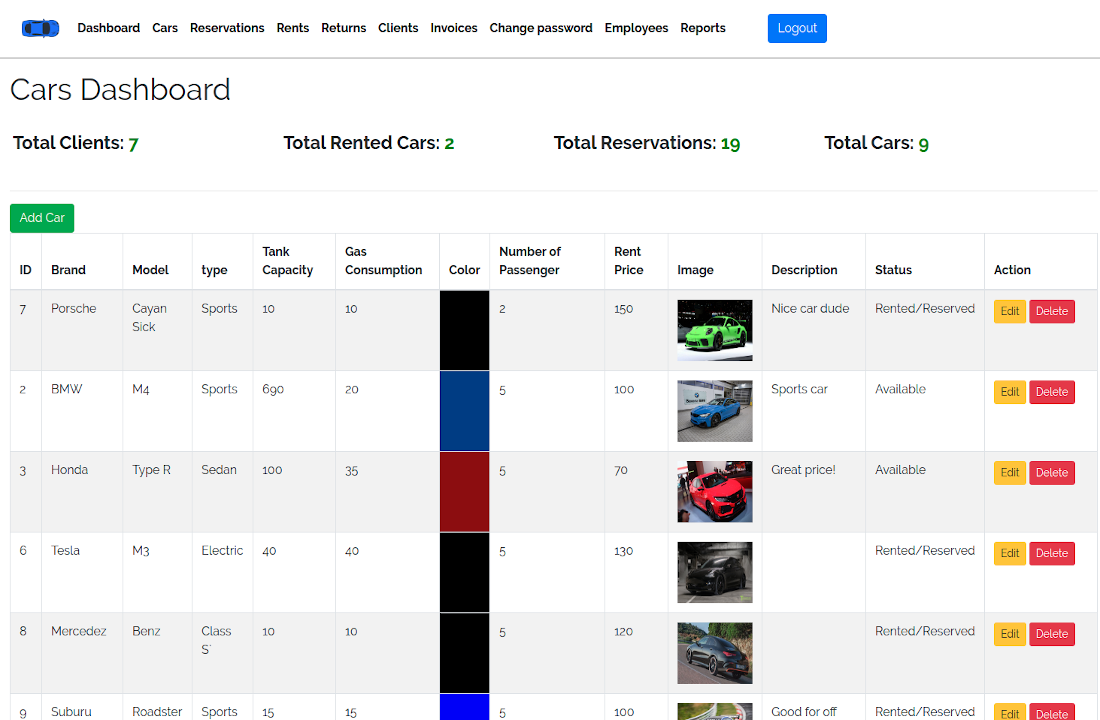 Dashboard Cars Reservations Rents Returns Clients Invoices Change password Employees Reports Logout
Cars Dashboard
Total Clients: 7 Total Rented Cars: 2 Total Reservations: 19 Total Cars: 9
Add Car
ID Brand Model type Tank Capacity Gas Consumption Color Number of Passenger Rent Price Image Description Status Action
7 Porsche Cayan Sick Sports 10 10 2 150 Nice car dude Rented/Reserved Edit Delete
2 BMW M4 Sports 690 20 5 100 Sports car Available Edit Delete
3 Honda Type R Sedan 100 35 5 70 Great price! Available Edit Delete
6 Tesla M3 Electric 40 40 5 130 Rented/Reserved Edit Delete
8 Mercedez Benz Class S` 10 10 5 120 Rented/Reserved Edit Delete
9 Suburu Roadster Sports 15 15 5 100 Good for off Rented/Reserved Edit Delete